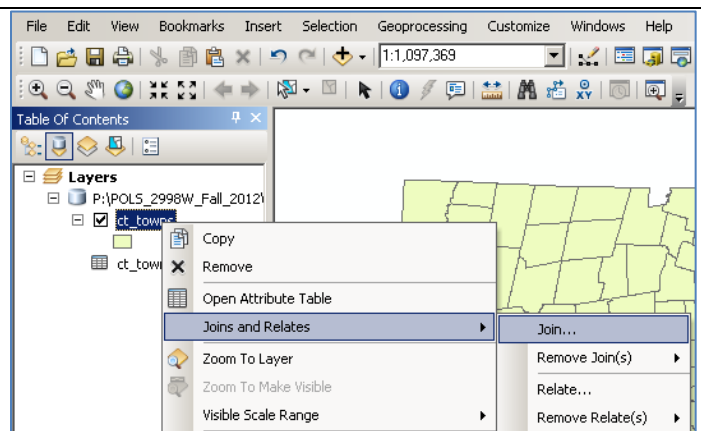 File Edit View Bookmarks Insert Selection Geoprocessing Customize Windows Help
1:1,097,369
Table Of Contents
Layers
P:\POLS_2998W_Fall_2012\
ct_towns
ct_tow
Copy
Remove
Open Attribute Table
Joins and Relates
Zoom To Layer
Zoom To Make Visible
Visible Scale Range
Join...
Remove Join(s)
Relate...
Remove Relate(s)